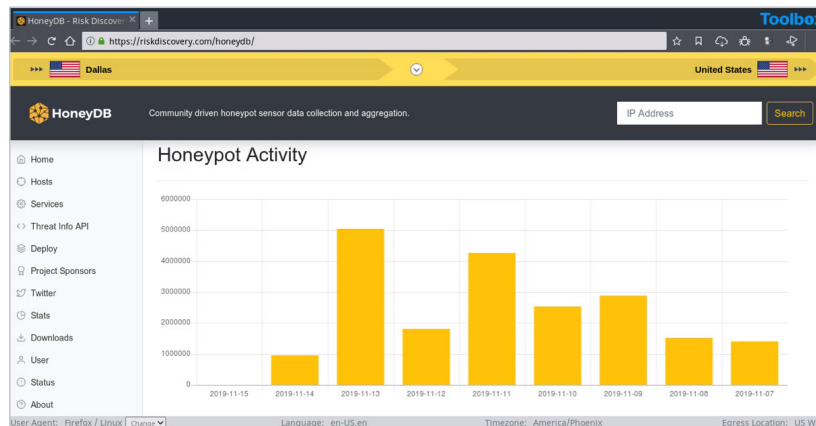 HoneyDB - Risk Discover
Toolbox
https://riskdiscovery.com/honeydb/
Dallas
United States
HoneyDB
Community driven honeypot sensor data collection and aggregation.
IP Address
Search
Home
Hosts
Services
Threat Info API
Deploy
Project Sponsors
Twitter
Stats
Downloads
User
Status
About
Honeypot Activity
6000000
5000000
4000000
3000000
2000000
1000000
0
2019-11-15 2019-11-14 2019-11-13 2019-11-12 2019-11-11 2019-11-10 2019-11-09 2019-11-08 2019-11-07
User Agent: Firefox / Linux Change Language: en-US,en Timezone: America/Phoenix Egress Location: US W